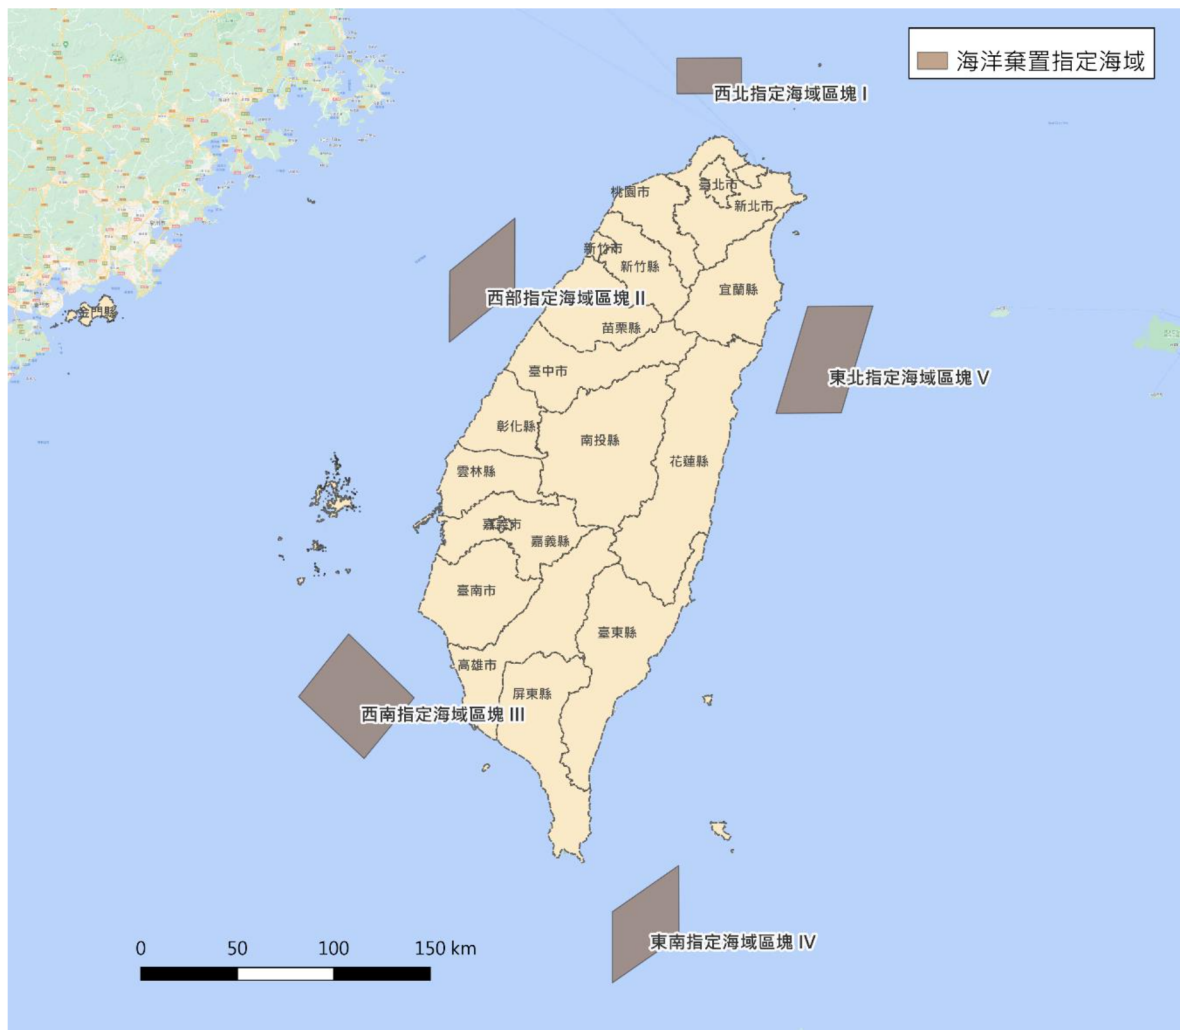 海洋棄置指定海域
西北指定海域區塊 I
臺北市
桃園市
新北市
新竹市
新竹縣
宜蘭縣
西部指定海域區塊 II
金門縣
苗栗縣
臺中市
東北指定海域區塊 V
彰化縣
南投縣
花蓮縣
雲林縣
嘉義市
嘉義縣
臺南市
臺東縣
高雄市
屏東縣
西南指定海域區塊 III
東南指定海域區塊 IV
0 50 100 150 km